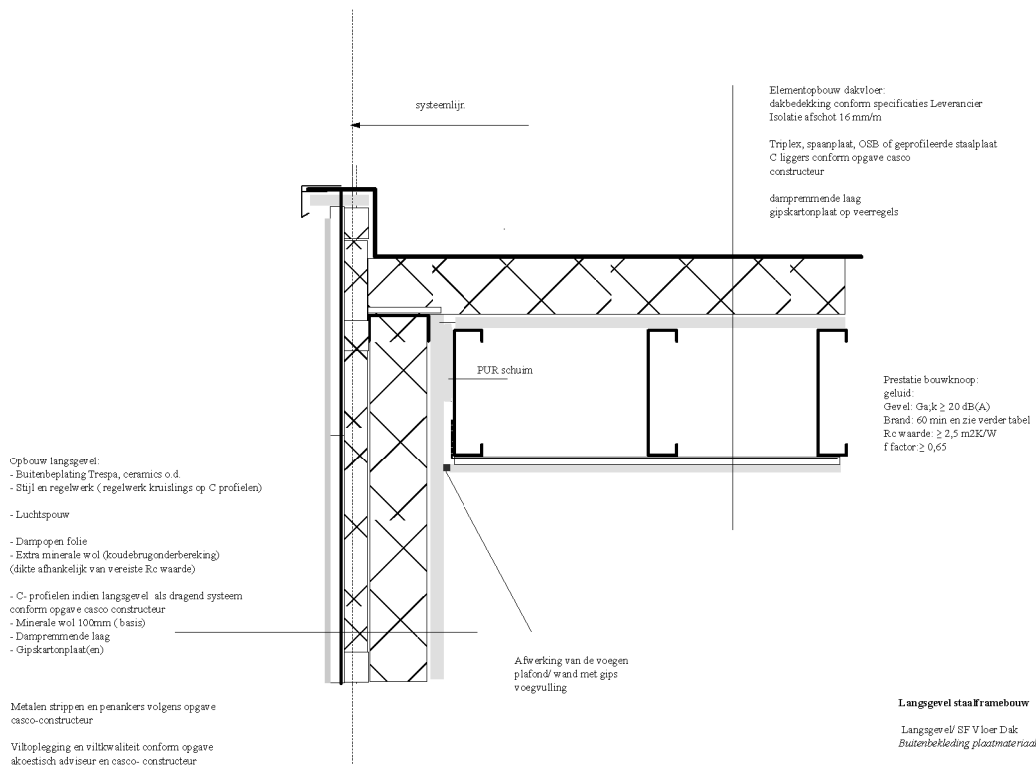 systeemlijr.
Elementopbouw dakvloer:
dakbedekking conform specificaties Leverancier
Isolatie afschot 16 mm/m
Triplex, spaanplaat, OSB of geprofileerde staalplaat
C liggers conform opgave casco
constructeur
dampremmende laag
gipskartonplaat op veerregels
PUR schuim
Prestatie bouwknoop:
geluid:
Gevel: Ga;k ≥ 20 dB(A)
Brand: 60 min en zie verder tabel
Rc waarde: ≥ 2,5 m2K/W
f factor: ≥ 0,65
Opbouw langsgevel:
- Buitenbeplating Trespa, ceramics o.d.
- Stijl en regelwerk ( regelwerk kruislings op C profielen)
- Luchtspouw
- Dampopen folie
- Extra minerale wol (koudebrugonderbereking)
(dikte afhankelijk van vereiste Rc waarde)
- C- profielen indien langsgevel als dragend systeem
conform opgave casco constructeur
- Minerale wol 100mm ( basis)
- Dampremmende laag
- Gipskartonplaat(en)
Afwerking van de voegen
plafond/ wand met gips
voegvulling
Metalen strippen en penankers volgens opgave
casco-constructeur
Viltoplegging en viltkwaliteit conform opgave
akoestisch adviseur en casco- constructeur
Langsgevel staalframebouw
Langsgevel/ SF Vloer Dak
Buitenbekleding plaatmateriaal